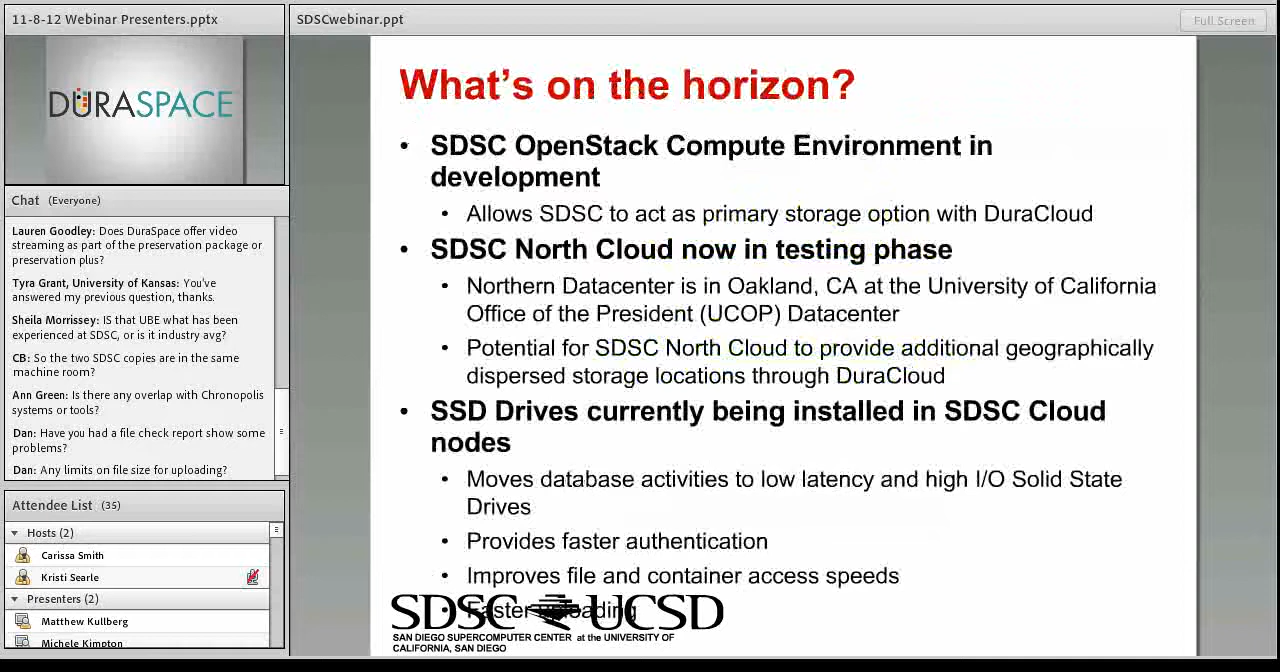 11-8-12 Webinar Presenters.pptx
DURASPACE
Chat (Everyone)
Lauren Goodley: Does DuraSpace offer video
streaming as part of the preservation package or
preservation plus?
Tyra Grant, University of Kansas: You've
answered my previous question, thanks.
Sheila Morrissey: IS that UBE what has been
experienced at SDSC, or is it industry avg?
CB: So the two SDSC copies are in the same
machine room?
Ann Green: Is there any overlap with Chronopolis
systems or tools?
Dan: Have you had a file check report show some
problems?
Dan: Any limits on file size for uploading?
Attendee List (35)
Hosts (2)
Carissa Smith
Kristi Searle
Presenters (2)
Matthew Kullberg
Michele Kimpton
SDSCwebinar.ppt
Full Screen
What's on the horizon?
• SDSC OpenStack Compute Environment in
development
• Allows SDSC to act as primary storage option with DuraCloud
• SDSC North Cloud now in testing phase
• Northern Datacenter is in Oakland, CA at the University of California
Office of the President (UCOP) Datacenter
• Potential for SDSC North Cloud to provide additional geographically
dispersed storage locations through DuraCloud
• SSD Drives currently being installed in SDSC Cloud
nodes
• Moves database activities to low latency and high I/O Solid State
Drives
• Provides faster authentication
• Improves file and container access speeds
• Faster uploading
SDSC UCSD
SAN DIEGO SUPERCOMPUTER CENTER at the UNIVERSITY OF
CALIFORNIA, SAN DIEGO